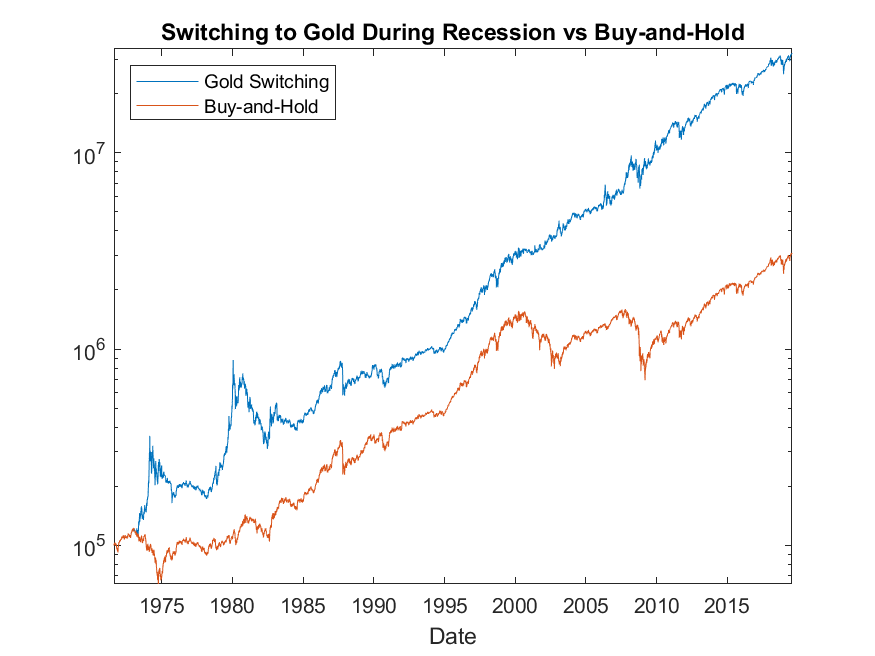 Switching to Gold During Recession vs Buy-and-Hold
Gold Switching
Buy-and-Hold
10^7
10^6
10^5
1975 1980 1985 1990 1995 2000 2005 2010 2015
Date